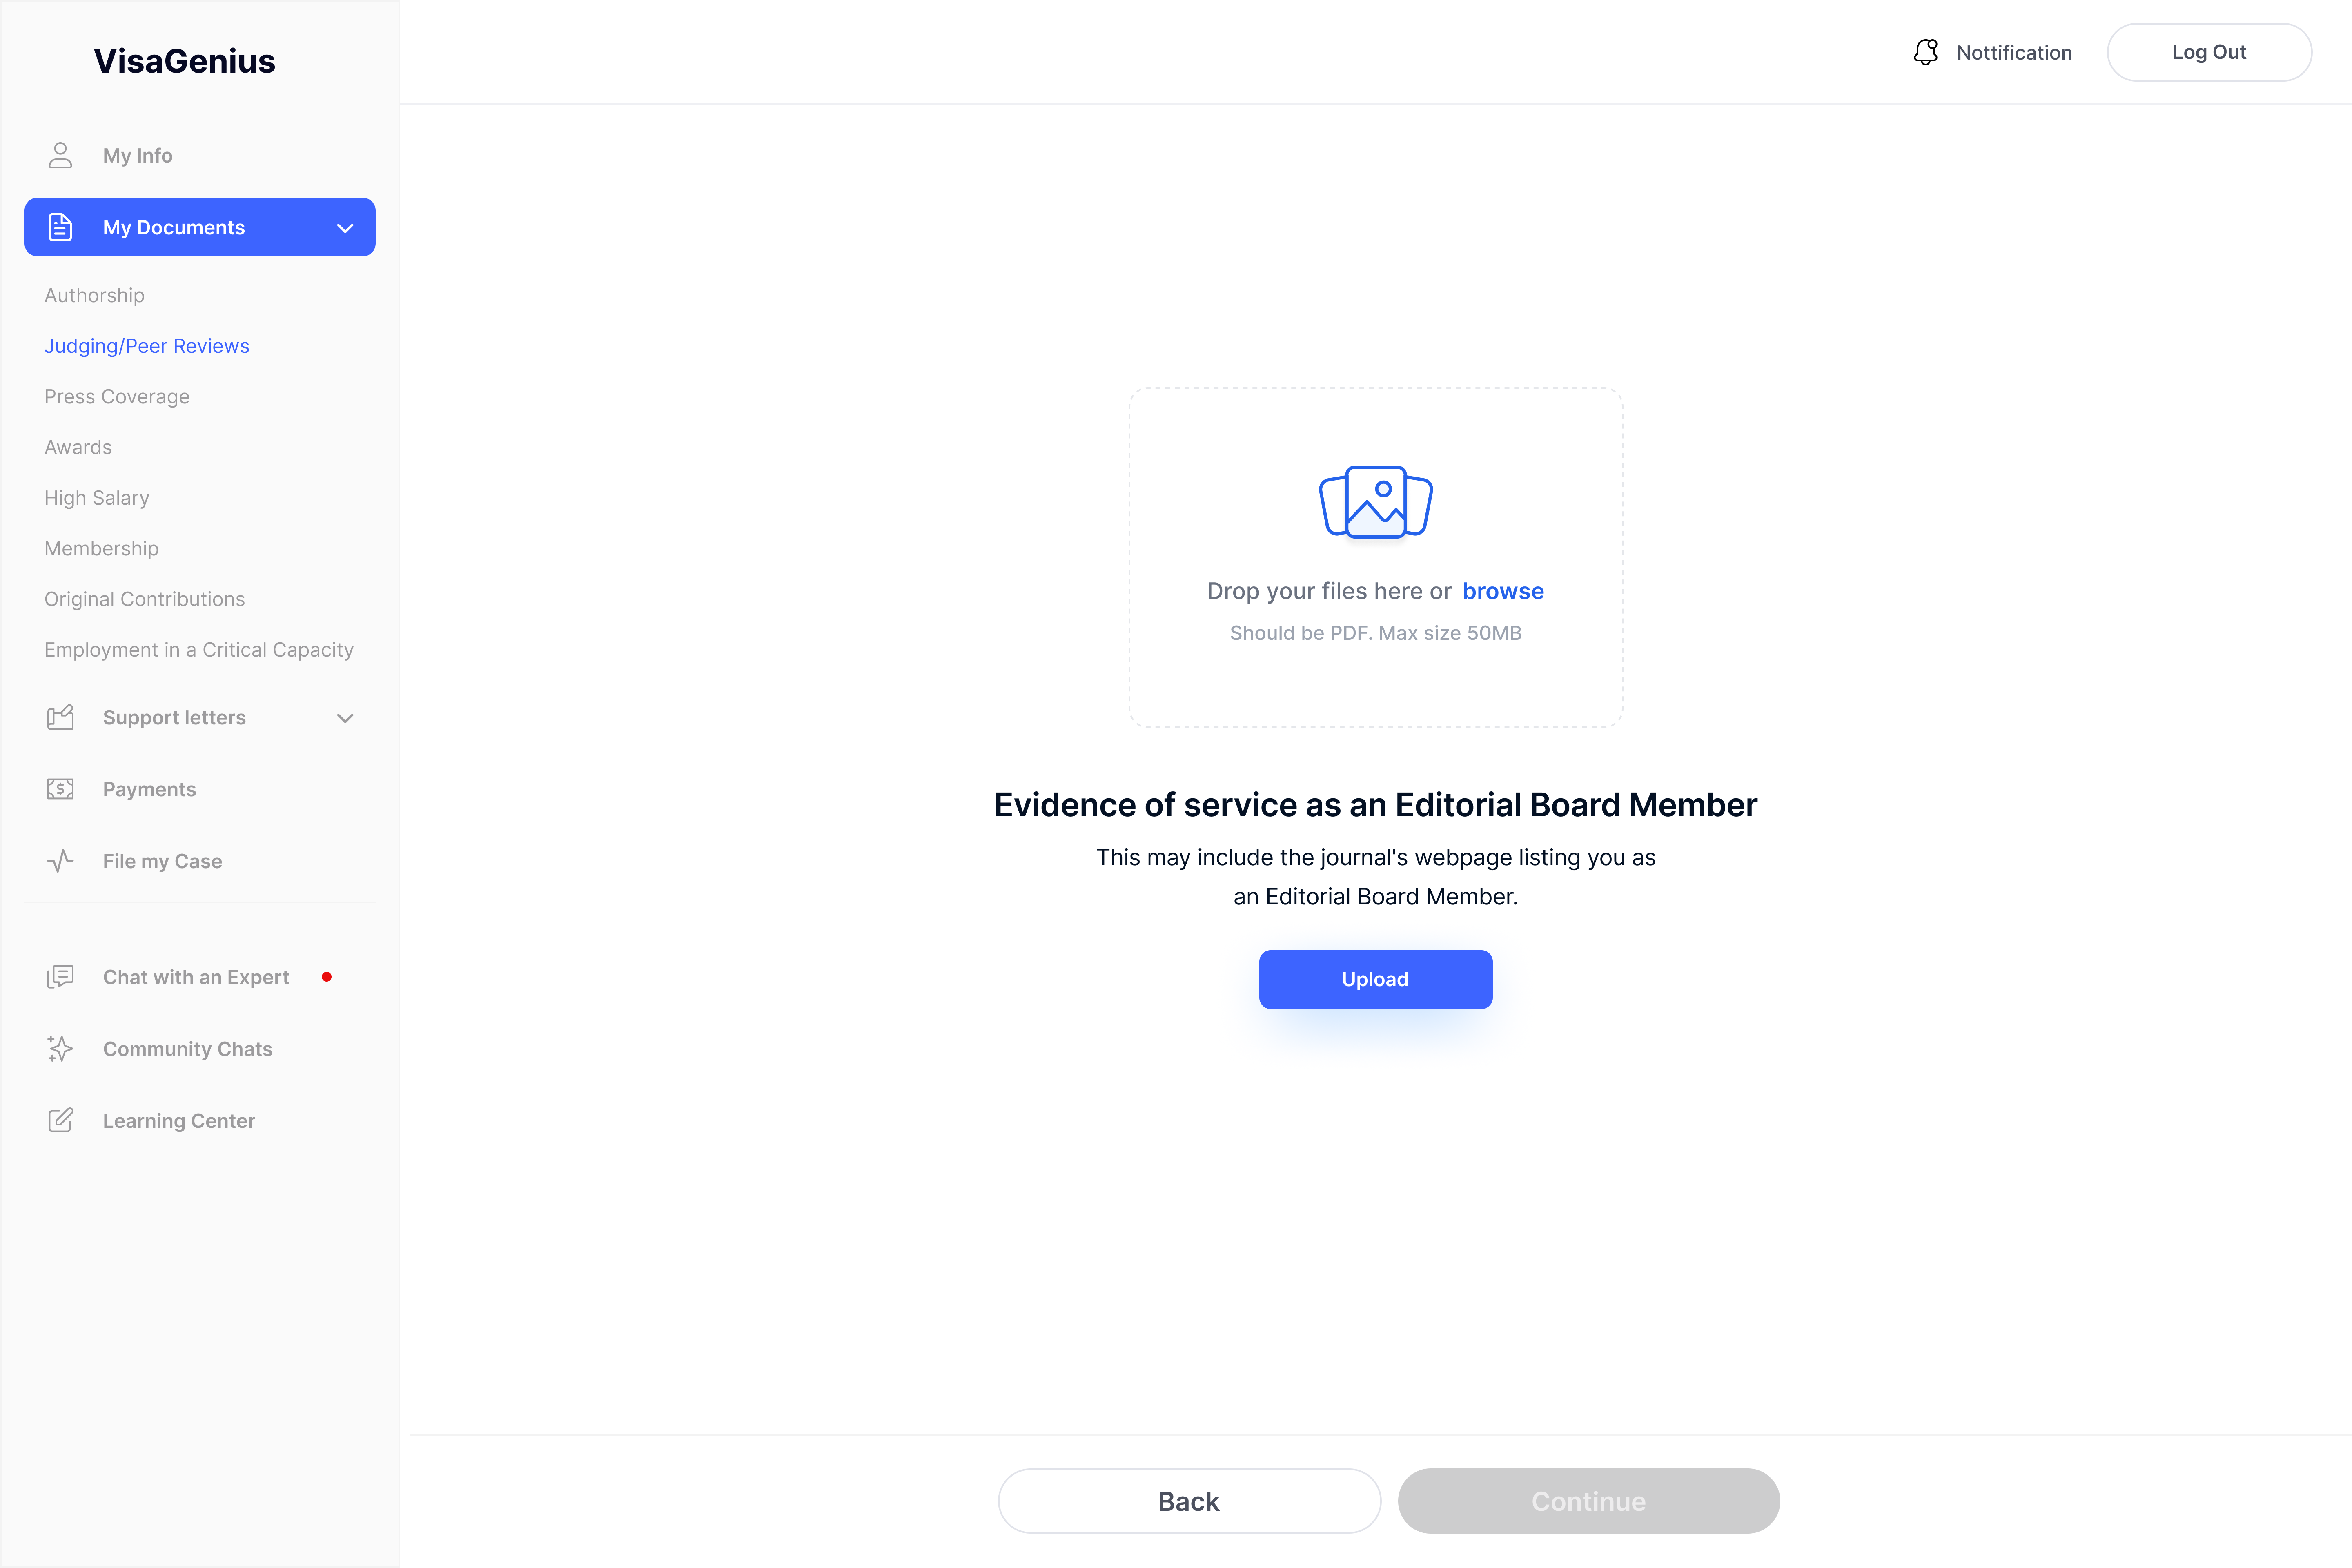 VisaGenius
Nottification
Log Out
My Info
My Documents
Authorship
Judging/Peer Reviews
Press Coverage
Awards
High Salary
Membership
Original Contributions
Employment in a Critical Capacity
Support letters
Payments
File my Case
Chat with an Expert
Community Chats
Learning Center
Drop your files here or browse
Should be PDF. Max size 50MB
Evidence of service as an Editorial Board Member
This may include the journal's webpage listing you as
an Editorial Board Member.
Upload
Back
Continue